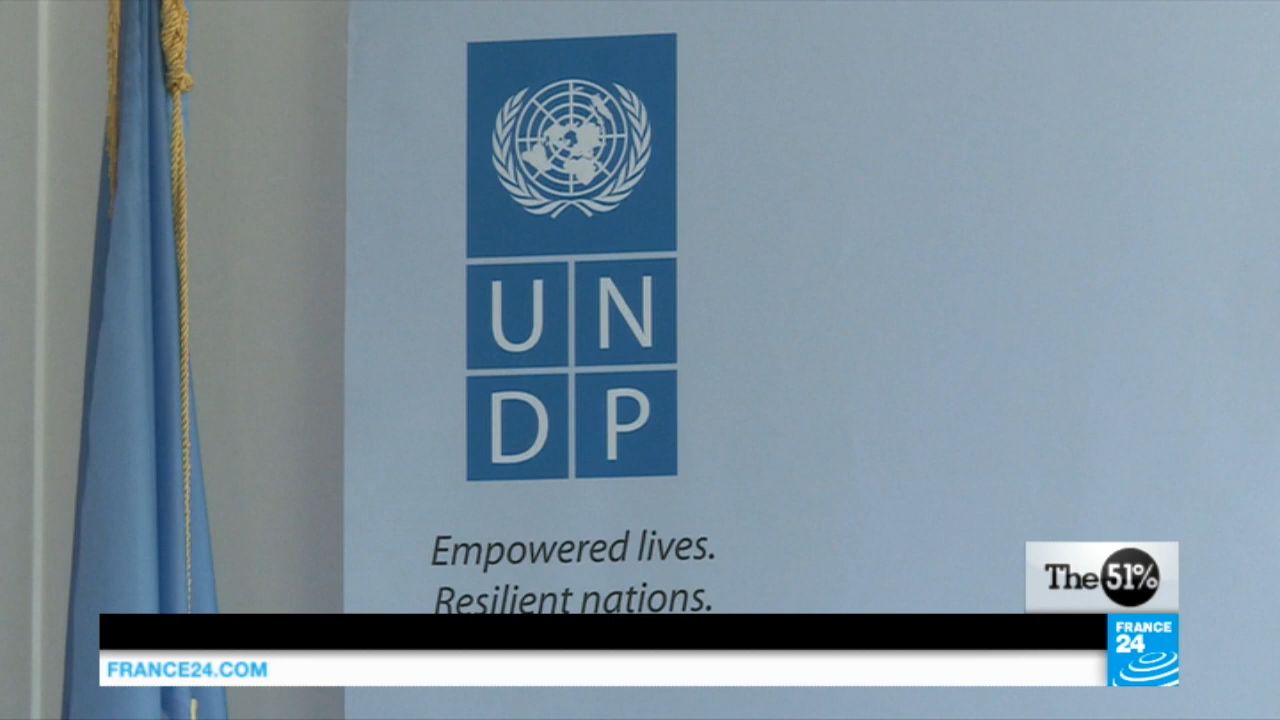 U N
D P
Empowered lives.
Resilient nations.
The 51%
FRANCE
24
FRANCE24.COM